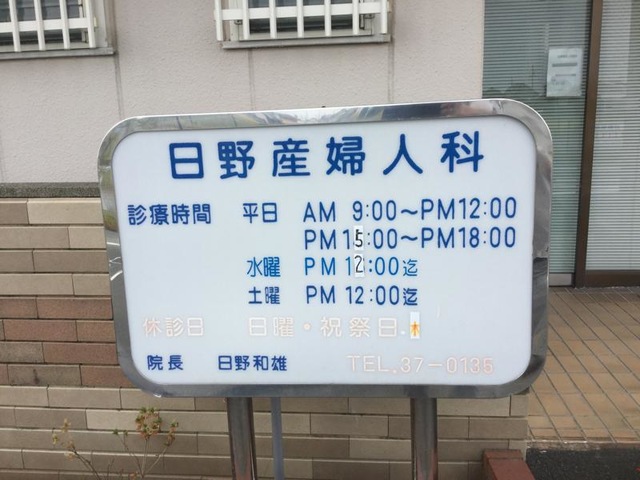 日野産婦人科
診療時間 平日 AM 9:00～PM12:00
PM15:00～PM18:00
水曜 PM 12:00迄
土曜 PM 12:00迄
休診日 日曜・祝祭日.木
院長 日野和雄 TEL.37-0135